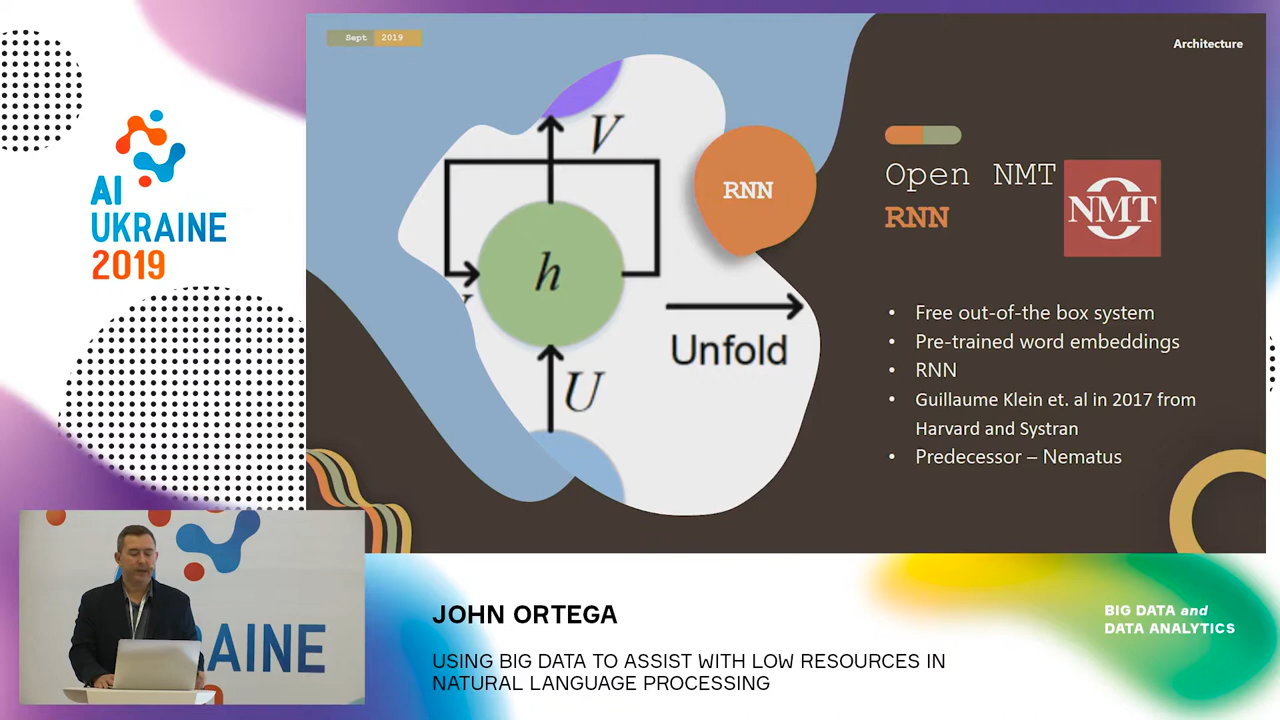 AI
UKRAINE
2019
Sept 2019
Architecture
V
h
U
RNN
Unfold
Open NMT
RNN
NMT
• Free out-of-the box system
• Pre-trained word embeddings
• RNN
• Guillaume Klein et. al in 2017 from
Harvard and Systran
• Predecessor – Nematus
AINE
JOHN ORTEGA
USING BIG DATA TO ASSIST WITH LOW RESOURCES IN
NATURAL LANGUAGE PROCESSING
BIG DATA and
DATA ANALYTICS